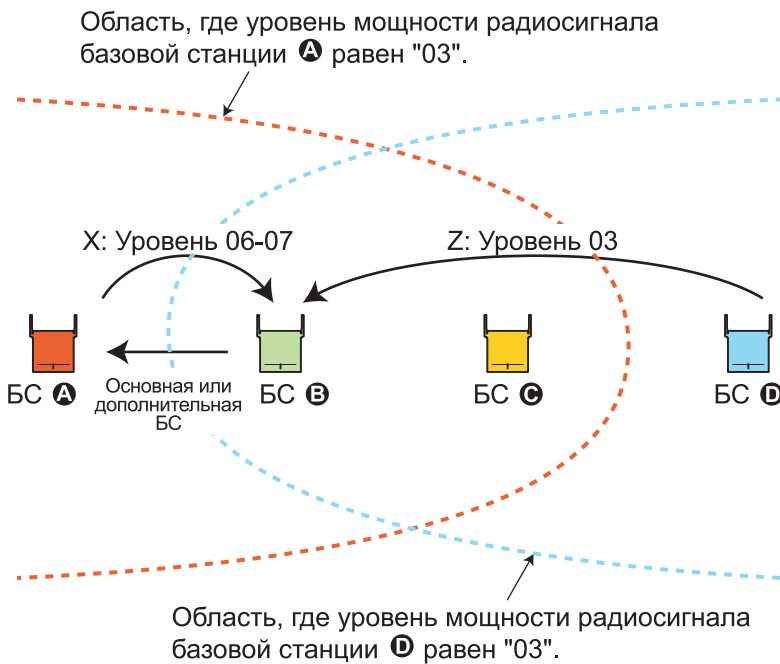 Область, где уровень мощности радиосигнала
базовой станции A равен "03".
X: Уровень 06-07
Z: Уровень 03
БС A
Основная или
дополнительная
БС
БС B
БС C
БС D
Область, где уровень мощности радиосигнала
базовой станции D равен "03".